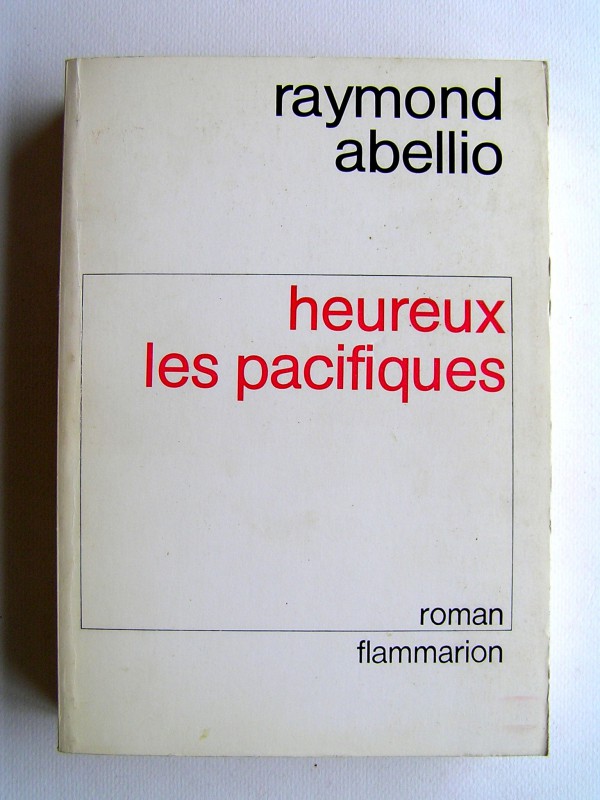 raymond
abellio
heureux
les pacifiques
roman
flammarion